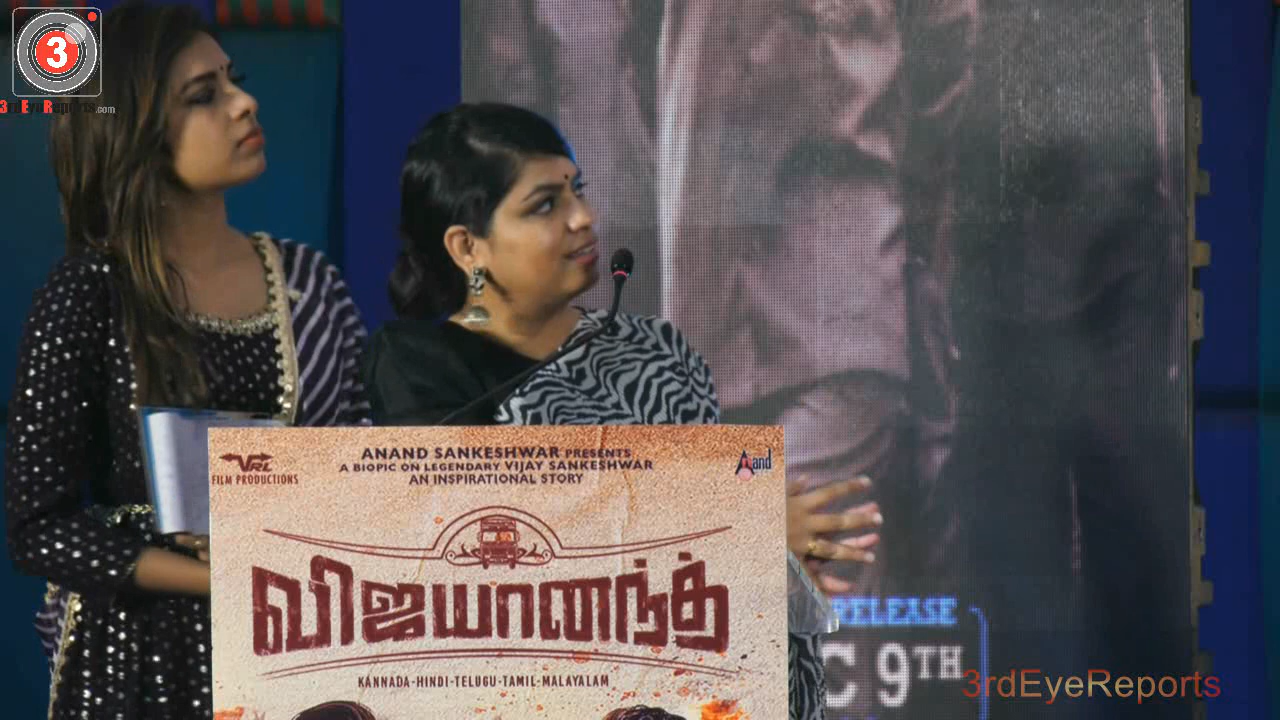 3
3rdEyeReports.com
ANAND SANKESHWAR PRESENTS
A BIOPIC ON LEGENDARY VIJAY SANKESHWAR
AN INSPIRATIONAL STORY
VRL
FILM PRODUCTIONS
Anand
விஜயானந்த்
KANNADA-HINDI-TELUGU-TAMIL-MALAYALAM
RELEASE
C 9TH
3rdEyeReports